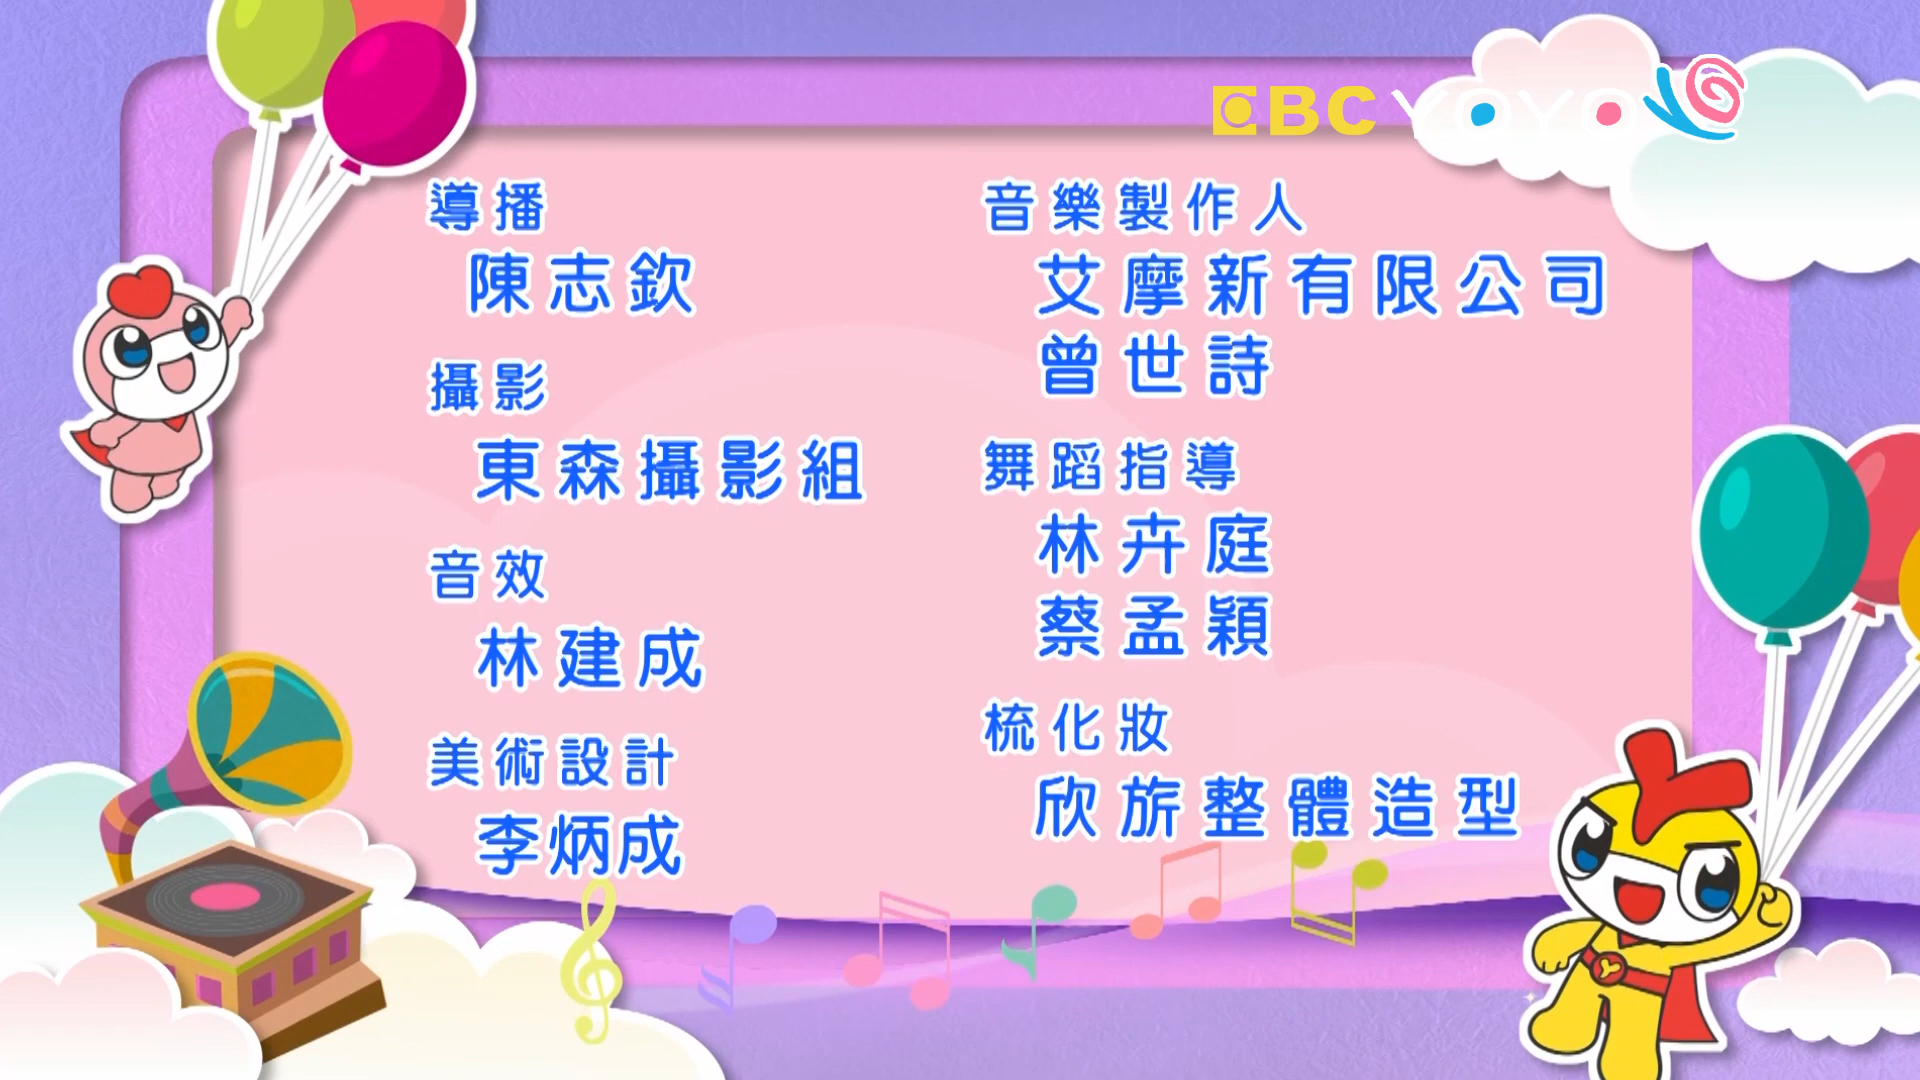 EBC YOYO
導播
陳志欽
攝影
東森攝影組
音效
林建成
美術設計
李炳成
音樂製作人
艾摩新有限公司
曾世詩
舞蹈指導
林卉庭
蔡孟穎
梳化妝
欣旂整體造型